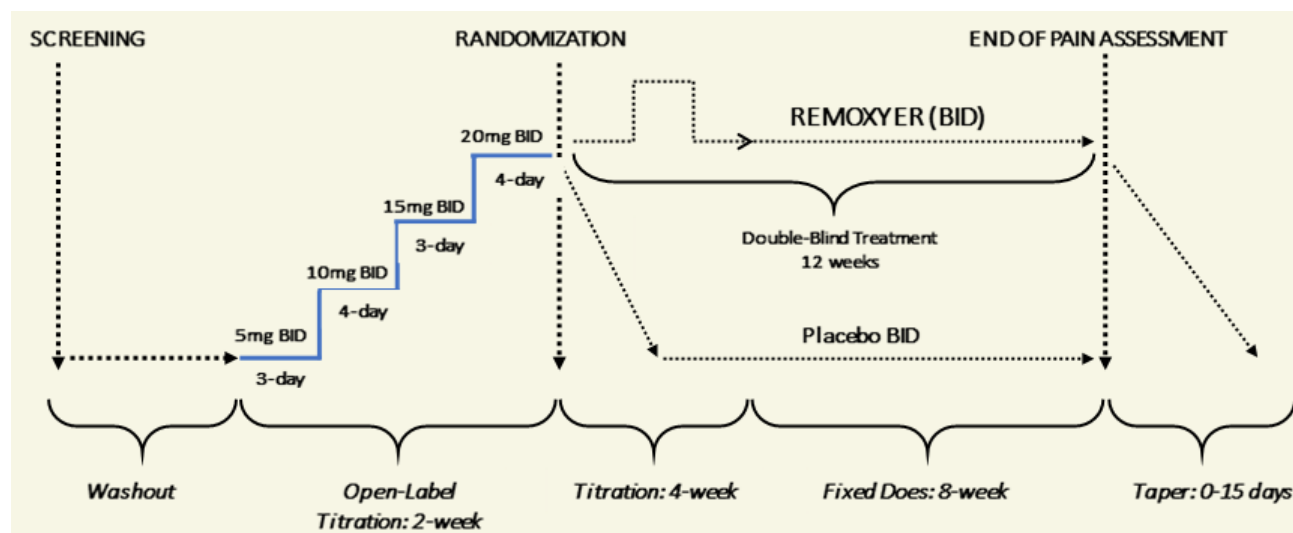 SCREENING
RANDOMIZATION
END OF PAIN ASSESSMENT
20mg BID
4-day
REMOXYER (BID)
15mg BID
3-day
Double-Blind Treatment
12 weeks
10mg BID
4-day
5mg BID
3-day
Placebo BID
Washout
Open-Label
Titration: 2-week
Titration: 4-week
Fixed Does: 8-week
Taper: 0-15 days